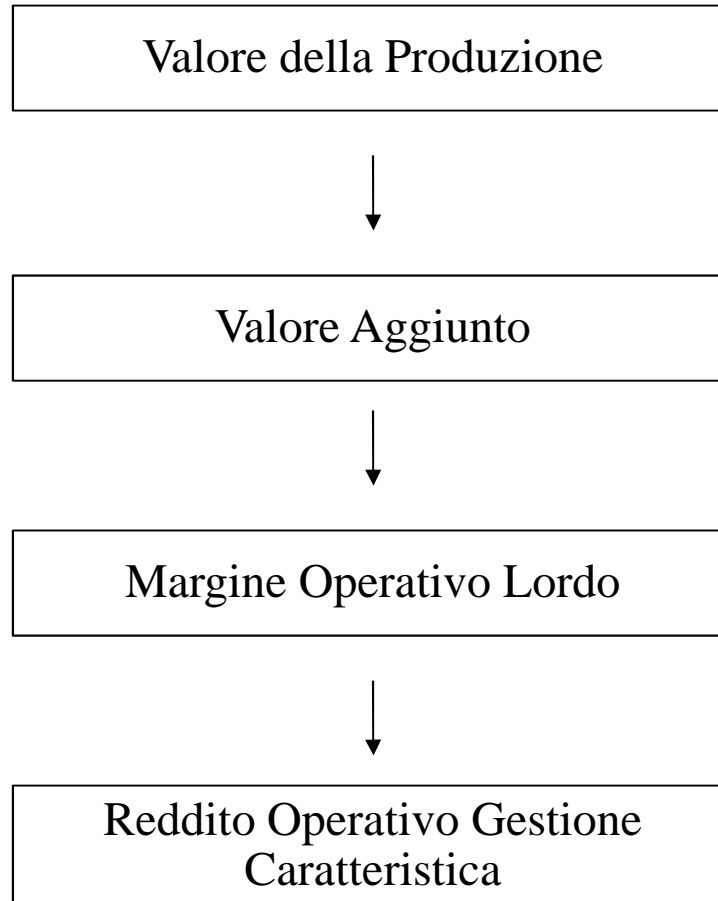 Valore della Produzione
Valore Aggiunto
Margine Operativo Lordo
Reddito Operativo Gestione
Caratteristica